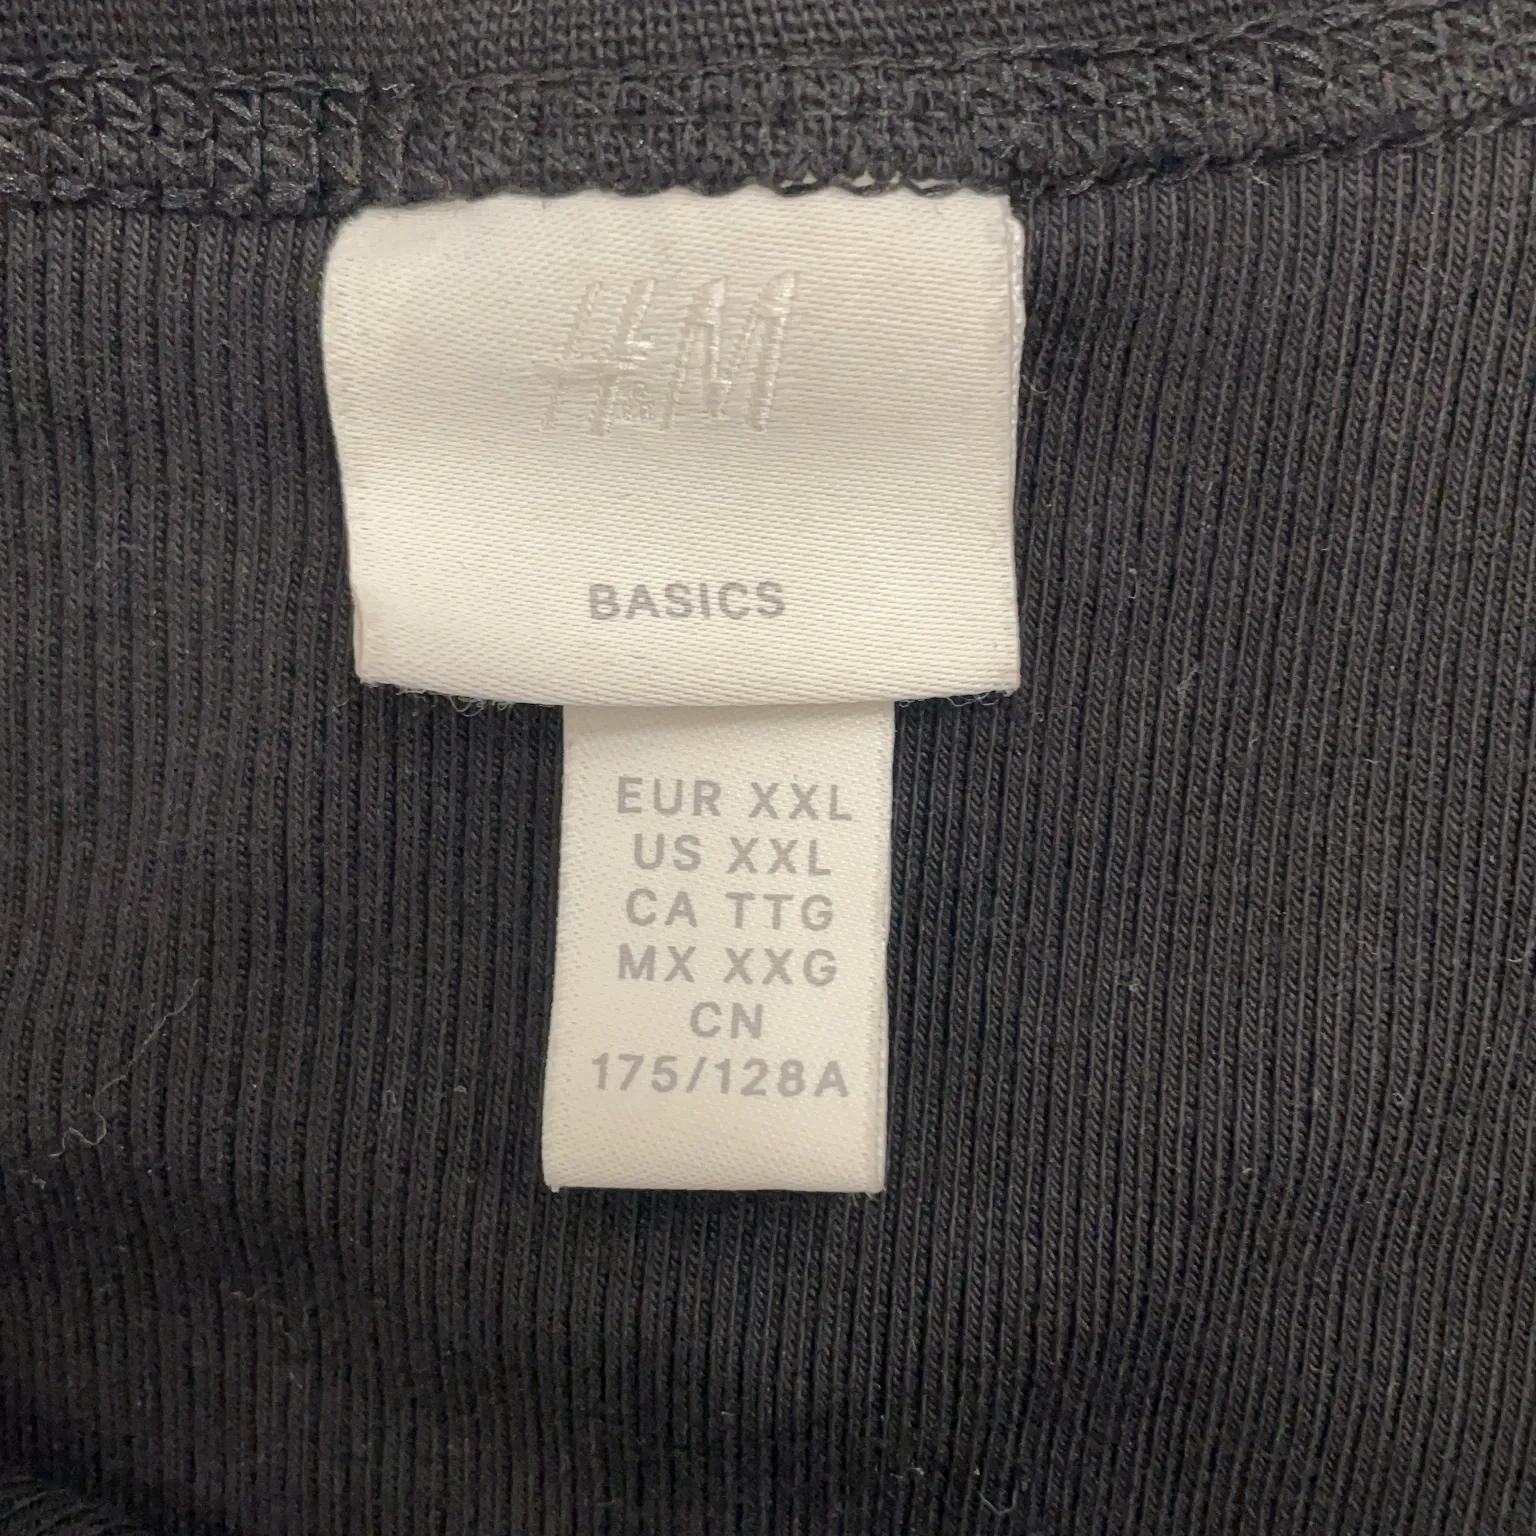 H&M
BASICS
EUR XXL
US XXL
CA TTG
MX XXG
CN
175/128A